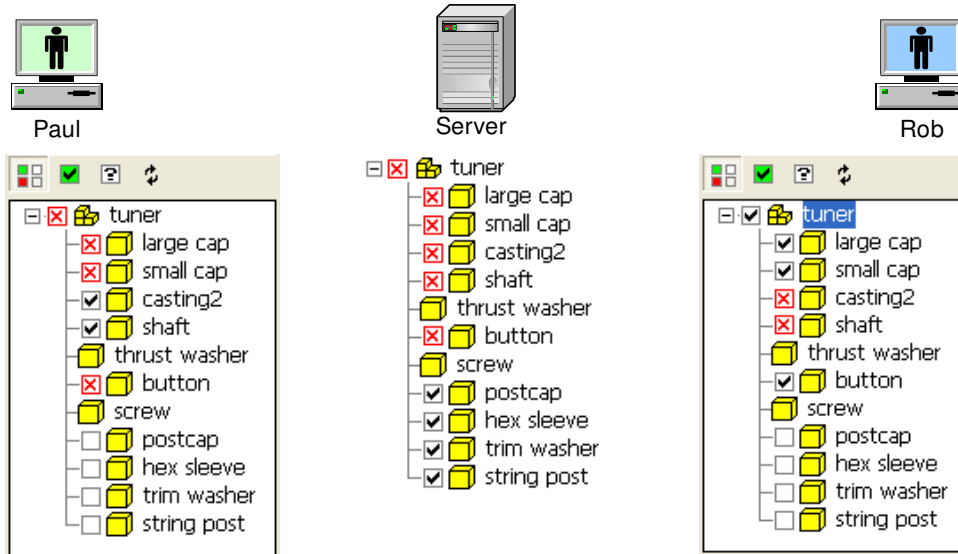 Paul
tuner
large cap
small cap
casting2
shaft
thrust washer
button
screw
postcap
hex sleeve
trim washer
string post
Server
tuner
large cap
small cap
casting2
shaft
thrust washer
button
screw
postcap
hex sleeve
trim washer
string post
Rob
tuner
large cap
small cap
casting2
shaft
thrust washer
button
screw
postcap
hex sleeve
trim washer
string post